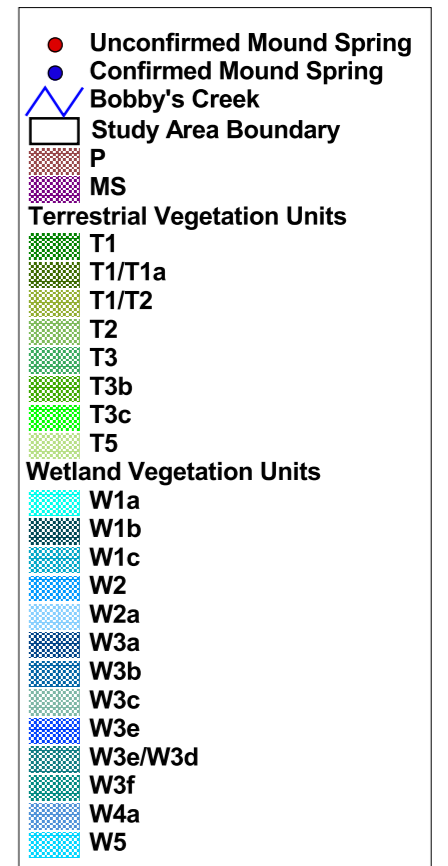 Unconfirmed Mound Spring
Confirmed Mound Spring
Bobby's Creek
Study Area Boundary
P
MS
Terrestrial Vegetation Units
T1
T1/T1a
T1/T2
T2
T3
T3b
T3c
T5
Wetland Vegetation Units
W1a
W1b
W1c
W2
W2a
W3a
W3b
W3c
W3e
W3e/W3d
W3f
W4a
W5